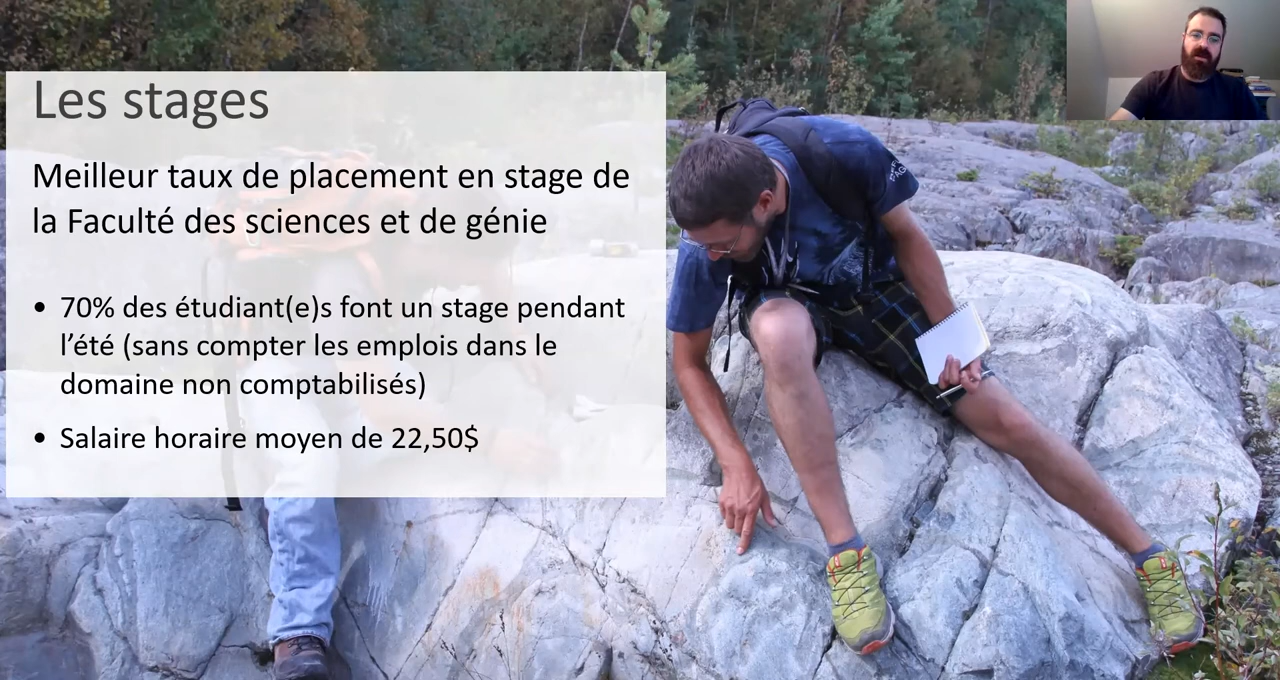 Les stages
Meilleur taux de placement en stage de
la Faculté des sciences et de génie
• 70% des étudiant(e)s font un stage pendant
l’été (sans compter les emplois dans le
domaine non comptabilisés)
• Salaire horaire moyen de 22,50$